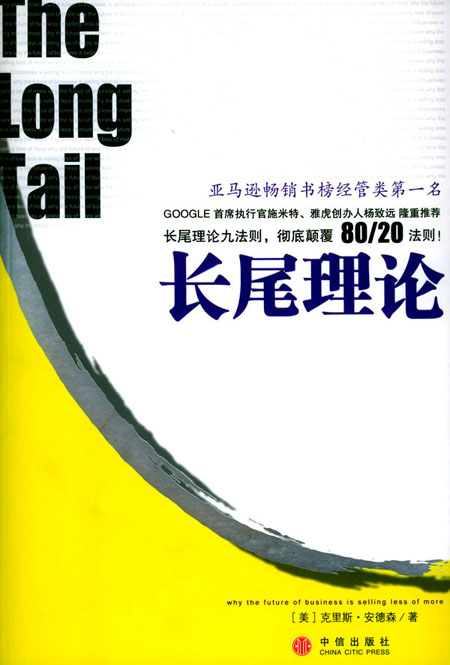 The
Long
Tail
亚马逊畅销书榜经管类第一名
GOOGLE 首席执行官施米特、雅虎创办人杨致远 隆重推荐
长尾理论九法则，彻底颠覆 80/20 法则！
长尾理论
why the future of business is selling less of more
［美］克里斯·安德森／著
中信出版社
CHINA CITIC PRESS